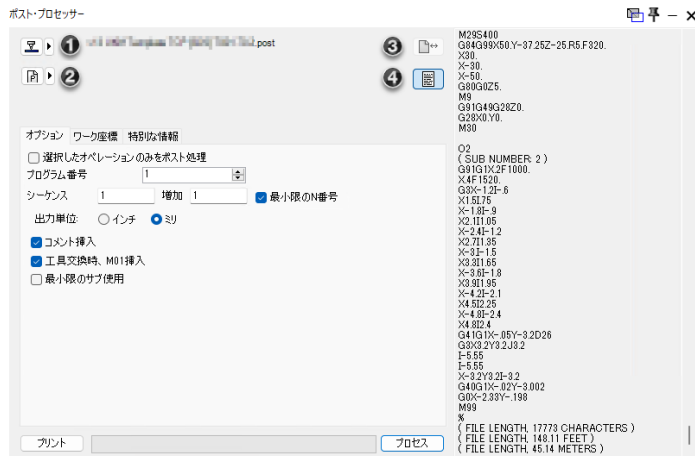 ポスト・プロセッサー
.post
1
2
3
4
オプション ワーク座標 特別な情報
選択したオペレーションのみをポスト処理
プログラム番号 1
シーケンス 1 増加 1 最小限のN番号
出力単位: インチ ミリ
コメント挿入
工具交換時、M01挿入
最小限のサブ使用
プリント プロセス
M29S400
G84G99X50.Y-37.25Z-25.R5.F320.
X30.
X-30.
X-50.
G80G0Z5.
M9
G91G49G28Z0.
G28X0.Y0.
M30
O2
( SUB NUMBER: 2 )
G91G1X.2F1000.
X.4F1520.
G3X-1.2I-.6
X1.5I.75
X-1.8I-.9
X2.1I1.05
X-2.4I-1.2
X2.7I1.35
X-3.I-1.5
X3.3I1.65
X-3.6I-1.8
X3.9I1.95
X-4.2I-2.1
X4.5I2.25
X-4.8I-2.4
X4.8I2.4
G41G1X-.05Y-3.2D26
G3X3.2Y3.2J3.2
I-5.55
I-5.55
X-3.2Y3.2I-3.2
G40G1X-.02Y-3.002
G0X-2.33Y-.198
M99
%
( FILE LENGTH, 17773 CHARACTERS )
( FILE LENGTH, 148.11 FEET )
( FILE LENGTH, 45.14 METERS )